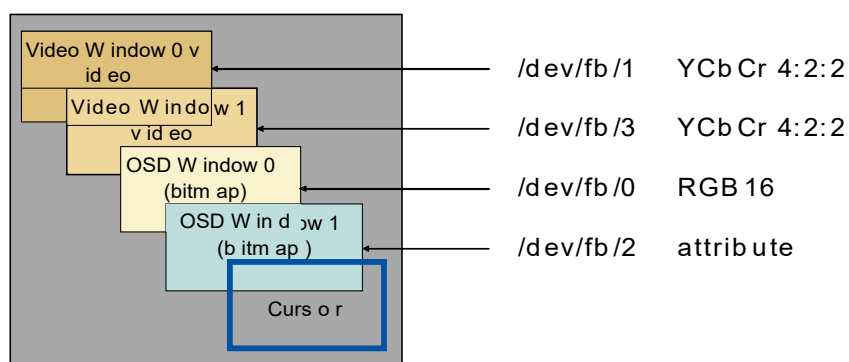 Video Window 0 v
ideo
/dev/fb/1 YCbCr 4:2:2
Video Window 1
video
/dev/fb/3 YCbCr 4:2:2
OSD Window 0
(bitmap)
/dev/fb/0 RGB16
OSD Window 1
(bitmap)
/dev/fb/2 attribute
Cursor